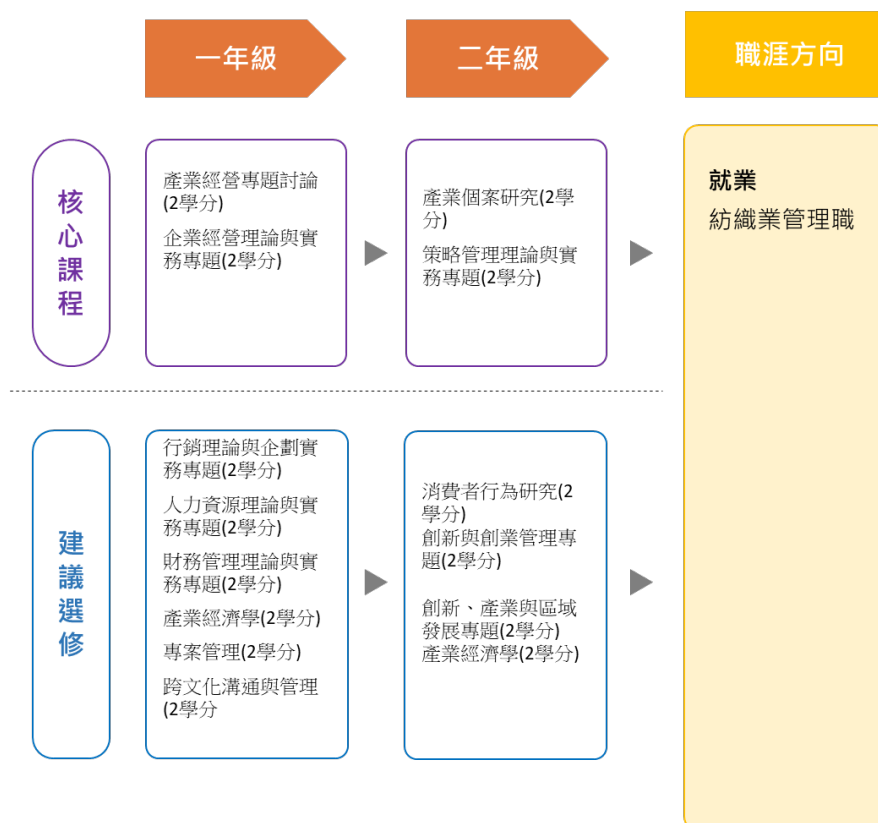 一年級
二年級
職涯方向
核
心
課
程
產業經營專題討論
(2學分)
企業經營理論與實
務專題(2學分)
產業個案研究(2學
分)
策略管理理論與實
務專題(2學分)
就業
紡織業管理職
建
議
選
修
行銷理論與企劃實
務專題(2學分)
人力資源理論與實
務專題(2學分)
財務管理理論與實
務專題(2學分)
產業經濟學(2學分)
專案管理(2學分)
跨文化溝通與管理
(2學分
消費者行為研究(2
學分)
創新與創業管理專
題(2學分)
創新、產業與區域
發展專題(2學分)
產業經濟學(2學分)